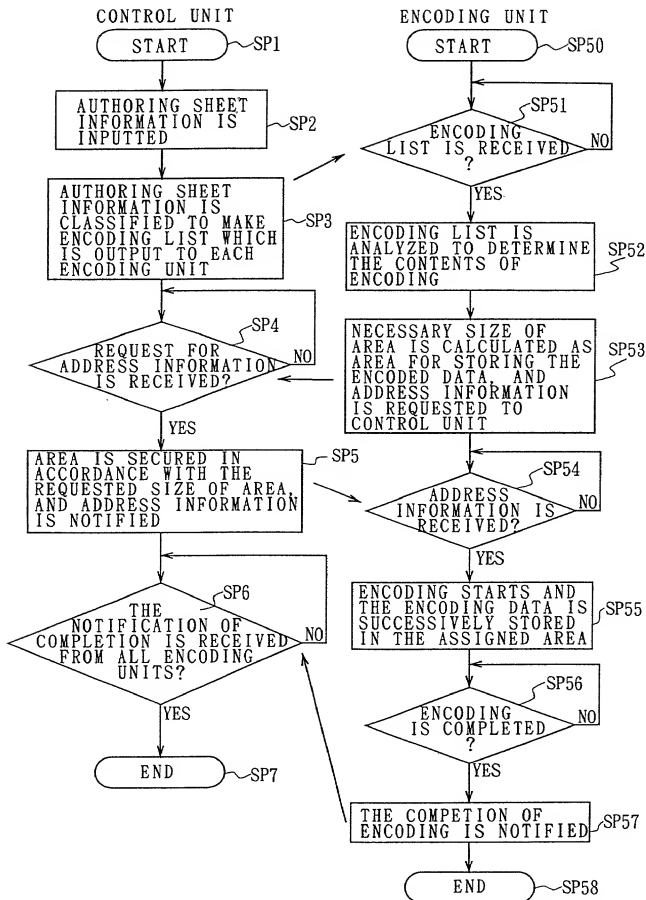 CONTROL UNIT
START
SP1
AUTHORING SHEET
INFORMATION IS
INPUTTED
SP2
AUTHORING SHEET
INFORMATION IS
CLASSIFIED TO MAKE
ENCODING LIST WHICH
IS OUTPUT TO EACH
ENCODING UNIT
SP3
SP4
REQUEST FOR
ADDRESS INFORMATION
IS RECEIVED?
NO
YES
AREA IS SECURED IN
ACCORDANCE WITH THE
REQUESTED SIZE OF AREA,
AND ADDRESS INFORMATION
IS NOTIFIED
SP5
SP6
THE
NOTIFICATION OF
COMPLETION IS RECEIVED
FROM ALL ENCODING
UNITS?
NO
YES
END
SP7
ENCODING UNIT
START
SP50
SP51
ENCODING
LIST IS RECEIVED
?
NO
YES
ENCODING LIST IS
ANALYZED TO DETERMINE
THE CONTENTS OF
ENCODING
SP52
NECESSARY SIZE OF
AREA IS CALCULATED AS
AREA FOR STORING THE
ENCODED DATA, AND
ADDRESS INFORMATION
IS REQUESTED TO
CONTROL UNIT
SP53
SP54
ADDRESS
INFORMATION IS
RECEIVED?
NO
YES
ENCODING STARTS AND
THE ENCODING DATA IS
SUCCESSIVELY STORED
IN THE ASSIGNED AREA
SP55
SP56
ENCODING
IS COMPLETED
?
NO
YES
THE COMPETION OF
ENCODING IS NOTIFIED
SP57
END
SP58